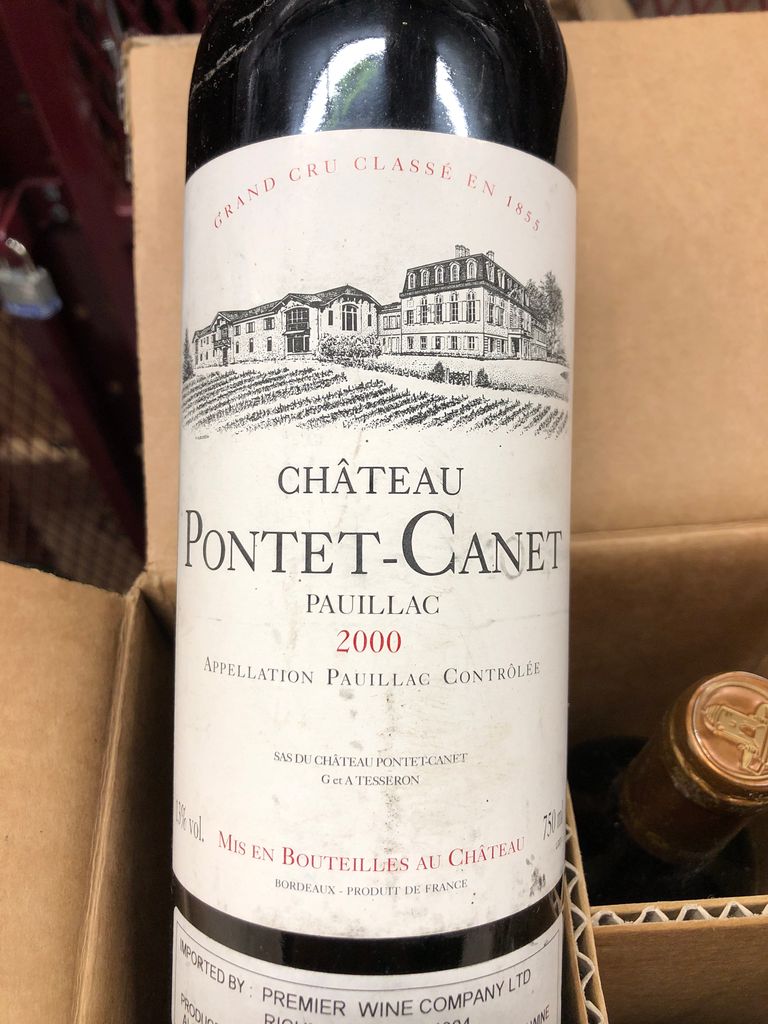 GRAND CRU CLASSÉ EN 1855
CHÂTEAU
PONTET-CANET
PAUILLAC
2000
APPELLATION PAUILLAC CONTRÔLÉE
SAS DU CHÂTEAU PONTET-CANET
G et A TESSERON
13% vol.
750 ml
MIS EN BOUTEILLES AU CHÂTEAU
BORDEAUX - PRODUIT DE FRANCE
IMPORTED BY : PREMIER WINE COMPANY LTD
WINE